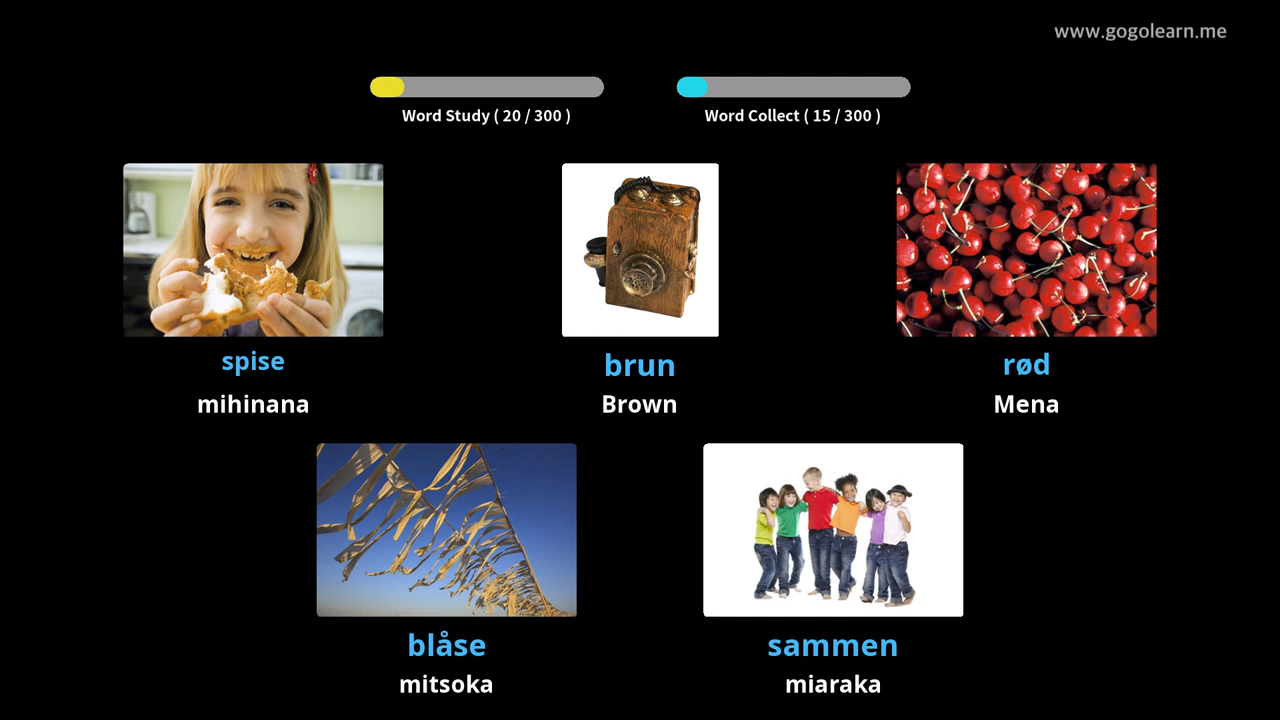 www.gogolearn.me
Word Study ( 20 / 300 )
Word Collect ( 15 / 300 )
spise
mihinana
brun
Brown
rød
Mena
blåse
mitsoka
sammen
miaraka